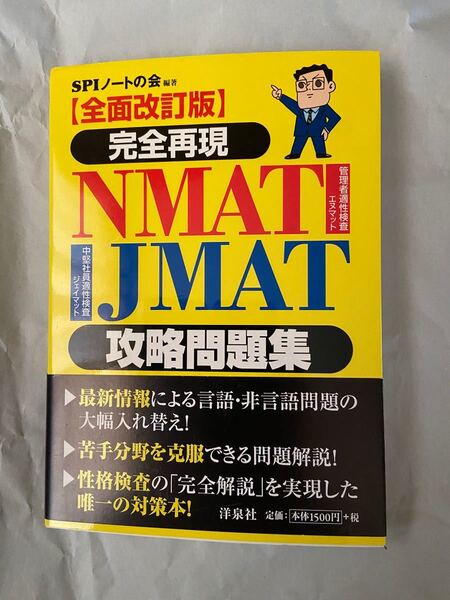 SPIノートの会 編著
【全面改訂版】
完全再現
NMAT
管理者適性検査
エヌマット
中堅社員適性検査
ジェイマット
JMAT
攻略問題集
▶最新情報による言語・非言語問題の
大幅入れ替え!
▶苦手分野を克服できる問題解説!
▶性格検査の「完全解説」を実現した
唯一の対策本!
洋泉社 定価:本体1500円+税